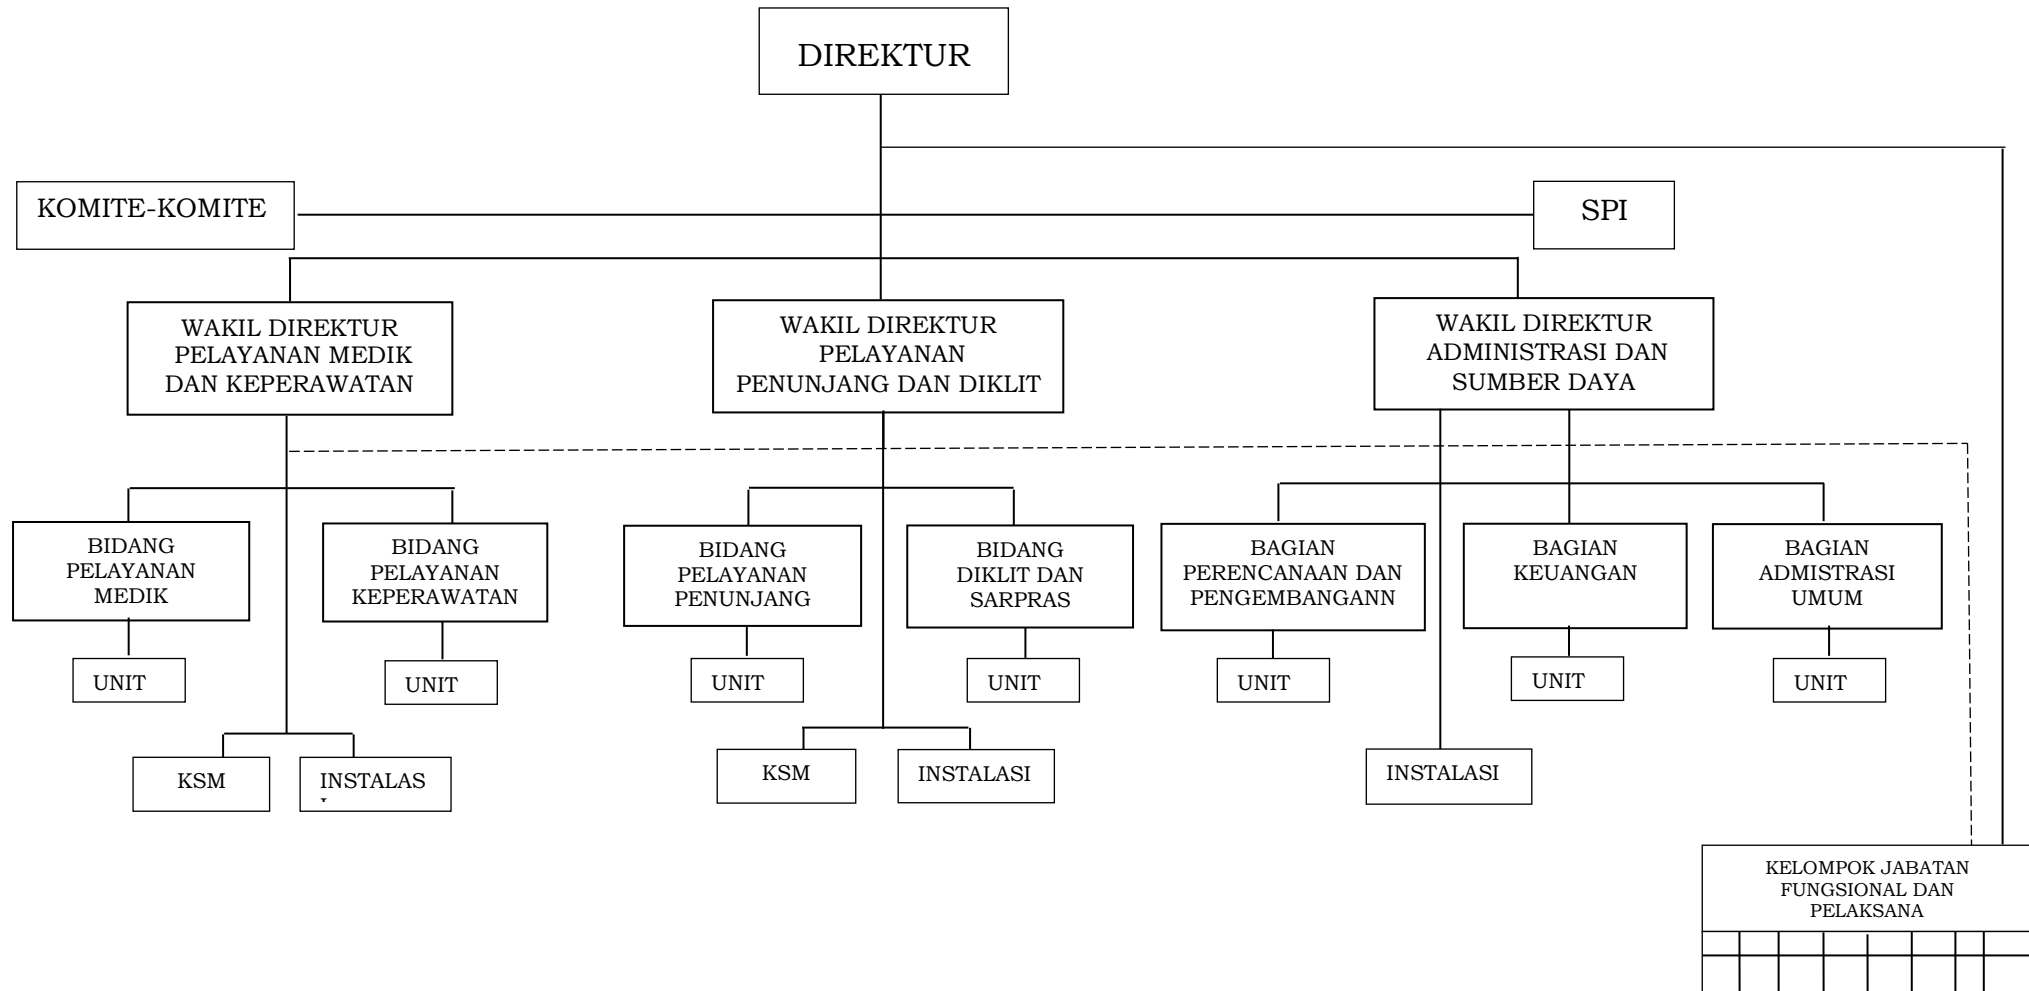 DIREKTUR
KOMITE-KOMITE
SPI
WAKIL DIREKTUR
PELAYANAN MEDIK
DAN KEPERAWATAN
WAKIL DIREKTUR
PELAYANAN
PENUNJANG DAN DIKLIT
WAKIL DIREKTUR
ADMINISTRASI DAN
SUMBER DAYA
BIDANG
PELAYANAN
MEDIK
BIDANG
PELAYANAN
KEPERAWATAN
BIDANG
PELAYANAN
PENUNJANG
BIDANG
DIKLIT DAN
SARPRAS
BAGIAN
PERENCANAAN DAN
PENGEMBANGANN
BAGIAN
KEUANGAN
BAGIAN
ADMISTRASI
UMUM
UNIT
UNIT
UNIT
UNIT
UNIT
UNIT
UNIT
KSM
INSTALAS
KSM
INSTALASI
INSTALASI
KELOMPOK JABATAN
FUNGSIONAL DAN
PELAKSANA